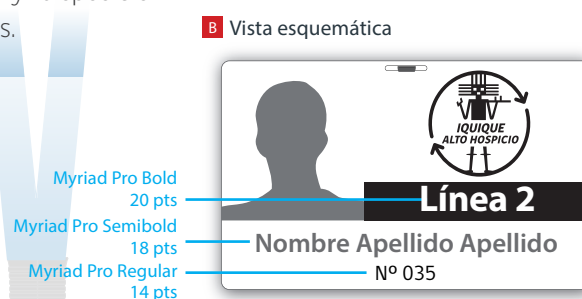 s.
B Vista esquemática
IQUIQUE
ALTO HOSPICIO
Myriad Pro Bold
20 pts
Línea 2
Myriad Pro Semibold
18 pts
Nombre Apellido Apellido
Myriad Pro Regular
14 pts
Nº 035